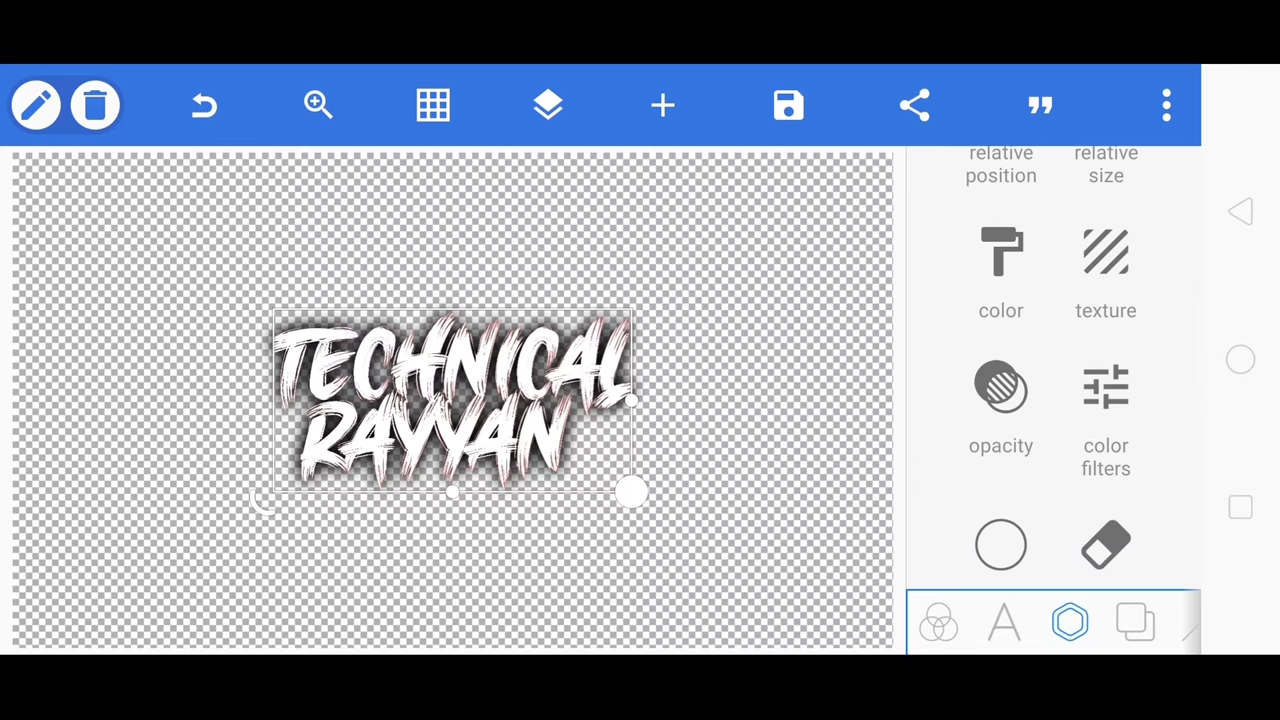 relative position
relative size
TECHNICAL
RAYYAN
color
texture
opacity
color filters